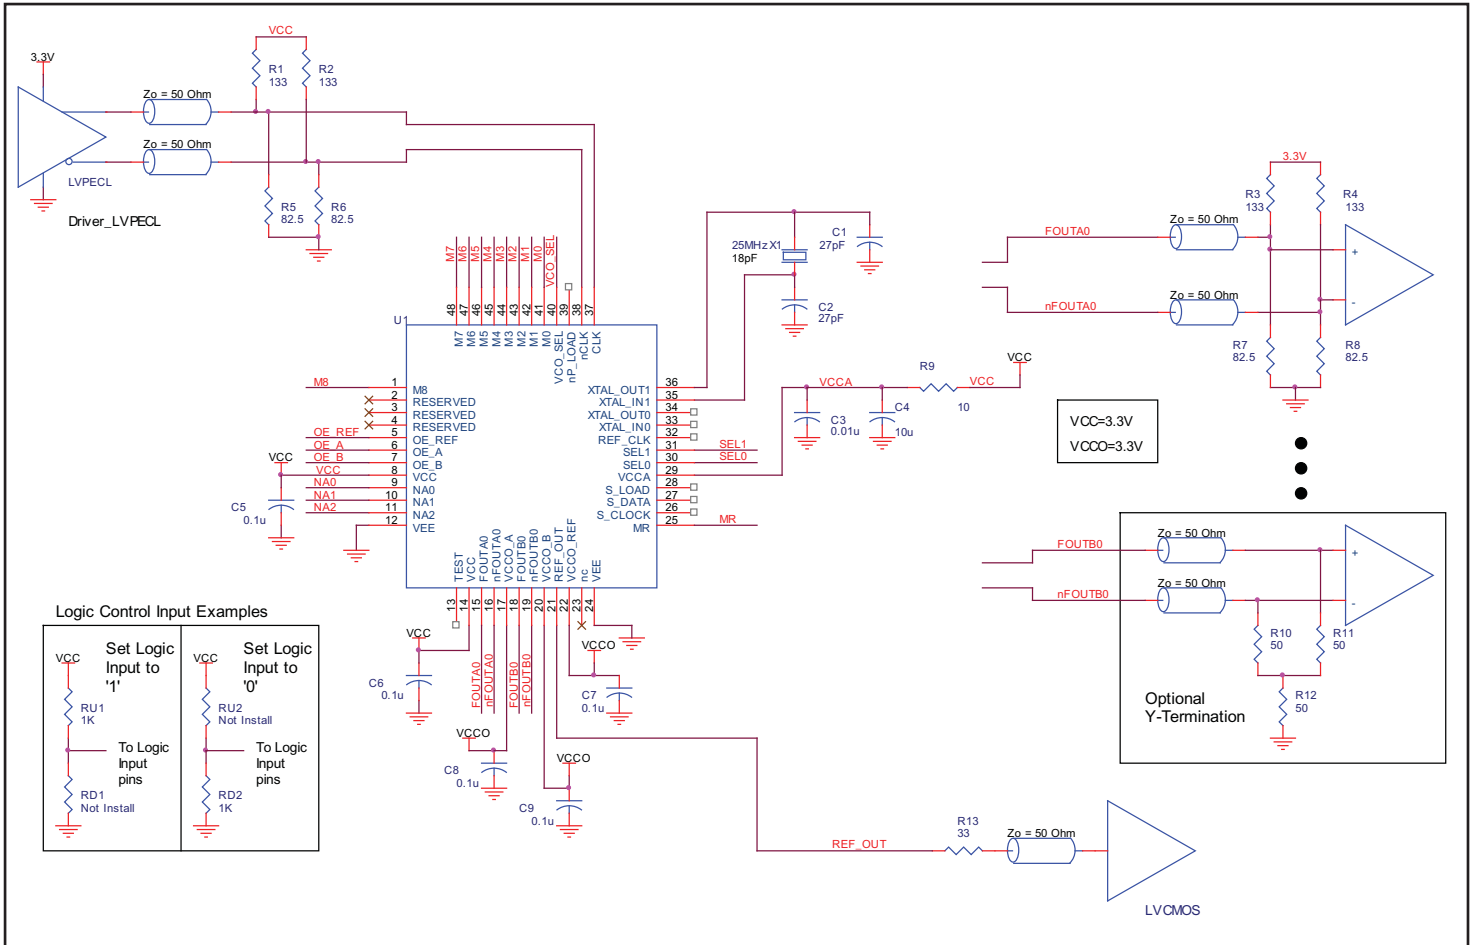 VCC
3.3V
R1
133
R2
133
Zo = 50 Ohm
Zo = 50 Ohm
LVPECL
Driver_LVPECL
R5
82.5
R6
82.5
M7
M6
M5
M4
M3
M2
M1
M0
VCO_SEL
48
47
46
45
44
43
42
41
40
39
38
37
U1
M7
M6
M5
M4
M3
M2
M1
M0
VCO_SEL
nP_LOAD
nCLK
CLK
25MHz X1
18pF
C1
27pF
C2
27pF
M8
1
M8
2
RESERVED
3
RESERVED
4
RESERVED
OE_REF
5
OE_REF
OE_A
6
OE_A
OE_B
7
OE_B
VCC
VCC
8
VCC
NA0
9
NA0
NA1
10
NA1
NA2
11
NA2
12
VEE
C5
0.1u
XTAL_OUT1
36
XTAL_IN1
35
XTAL_OUT0
34
XTAL_IN0
33
REF_CLK
32
SEL1
31
SEL1
SEL0
30
SEL0
VCCA
29
S_LOAD
28
S_DATA
27
S_CLOCK
26
MR
25
MR
VCCA
R9
10
VCC
VCC
C3
0.01u
C4
10u
TEST
VCC
FOUTA0
nFOUTA0
VCCO_A
FOUTB0
nFOUTB0
VCCO_B
REF_OUT
VCCO_REF
nc
VEE
13
14
15
16
17
18
19
20
21
22
23
24
VCC
C6
0.1u
FOUTA0
nFOUTA0
FOUTB0
nFOUTB0
VCCO
C7
0.1u
VCCO
C8
0.1u
VCCO
C9
0.1u
3.3V
R3
133
R4
133
FOUTA0
Zo = 50 Ohm
+
nFOUTA0
Zo = 50 Ohm
-
R7
82.5
R8
82.5
VCC=3.3V
VCCO=3.3V
FOUTB0
Zo = 50 Ohm
+
nFOUTB0
Zo = 50 Ohm
-
R10
50
R11
50
R12
50
Optional
Y-Termination
REF_OUT
R13
33
Zo = 50 Ohm
LVCMOS
Logic Control Input Examples
Set Logic
Input to
'1'
VCC
RU1
1K
To Logic
Input
pins
RD1
Not Install
Set Logic
Input to
'0'
VCC
RU2
Not Install
To Logic
Input
pins
RD2
1K